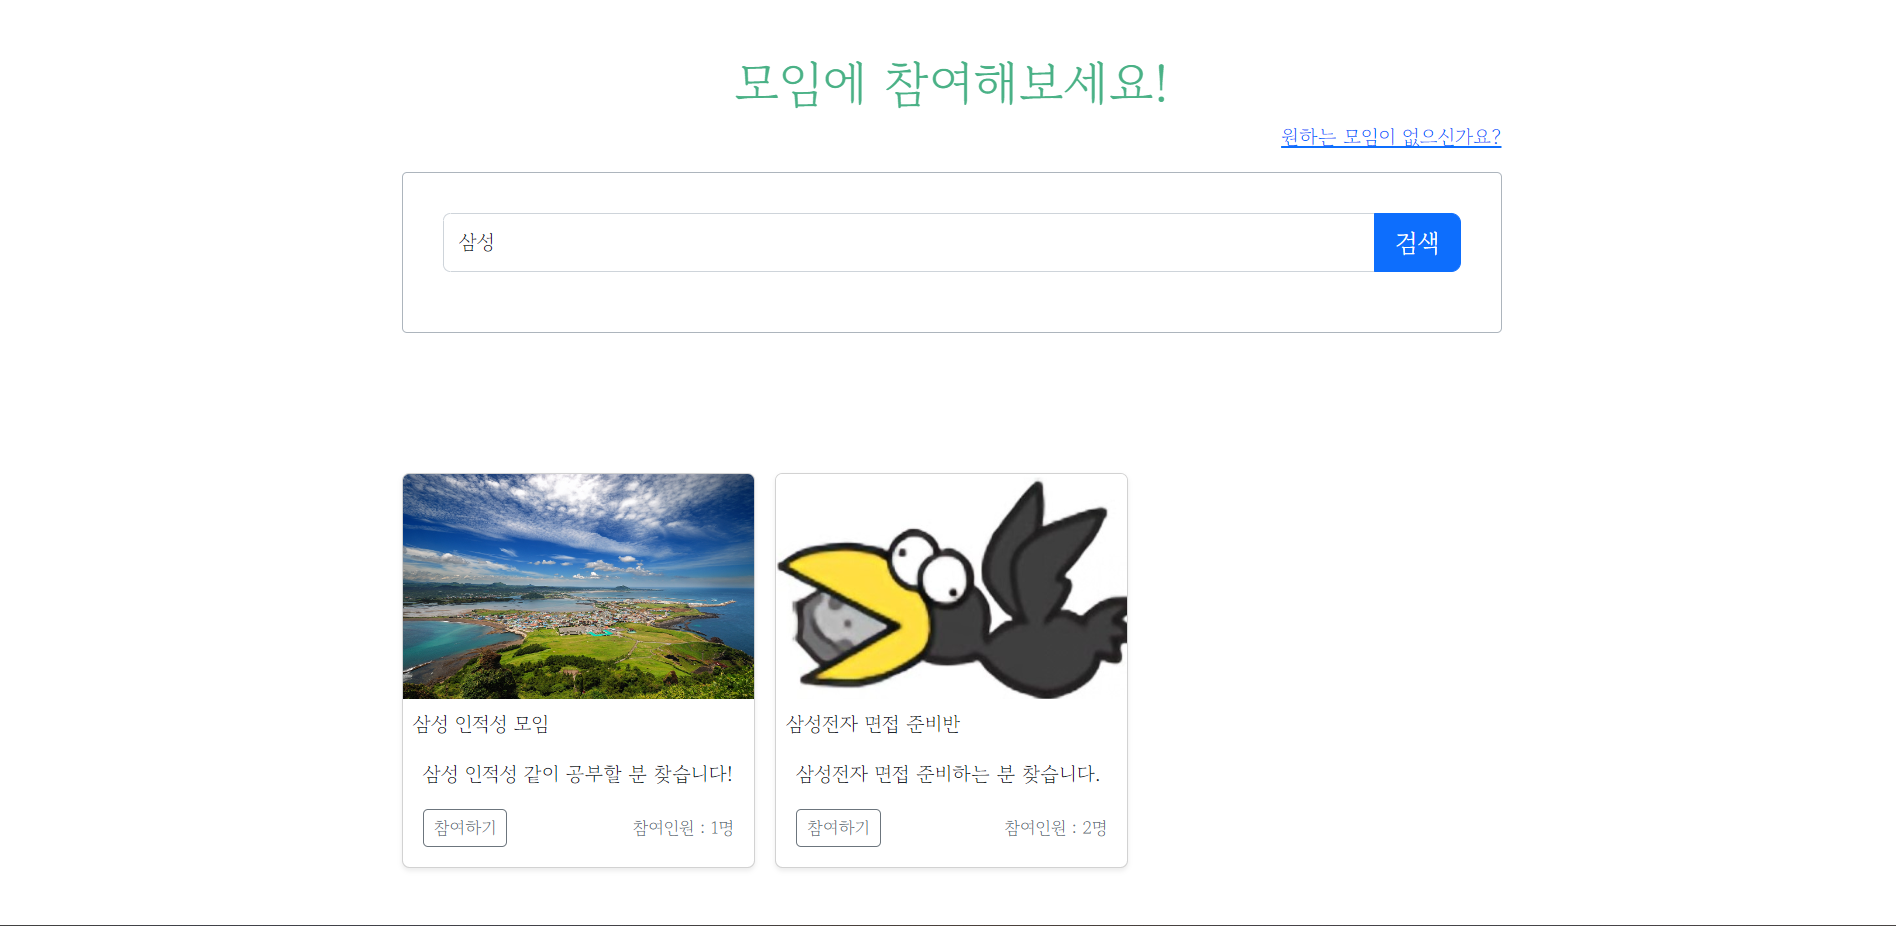 모임에 참여해보세요!
원하는 모임이 없으신가요?
삼성
검색
삼성 인적성 모임
삼성 인적성 같이 공부할 분 찾습니다!
참여하기
참여인원 : 1명
삼성전자 면접 준비반
삼성전자 면접 준비하는 분 찾습니다.
참여하기
참여인원 : 2명